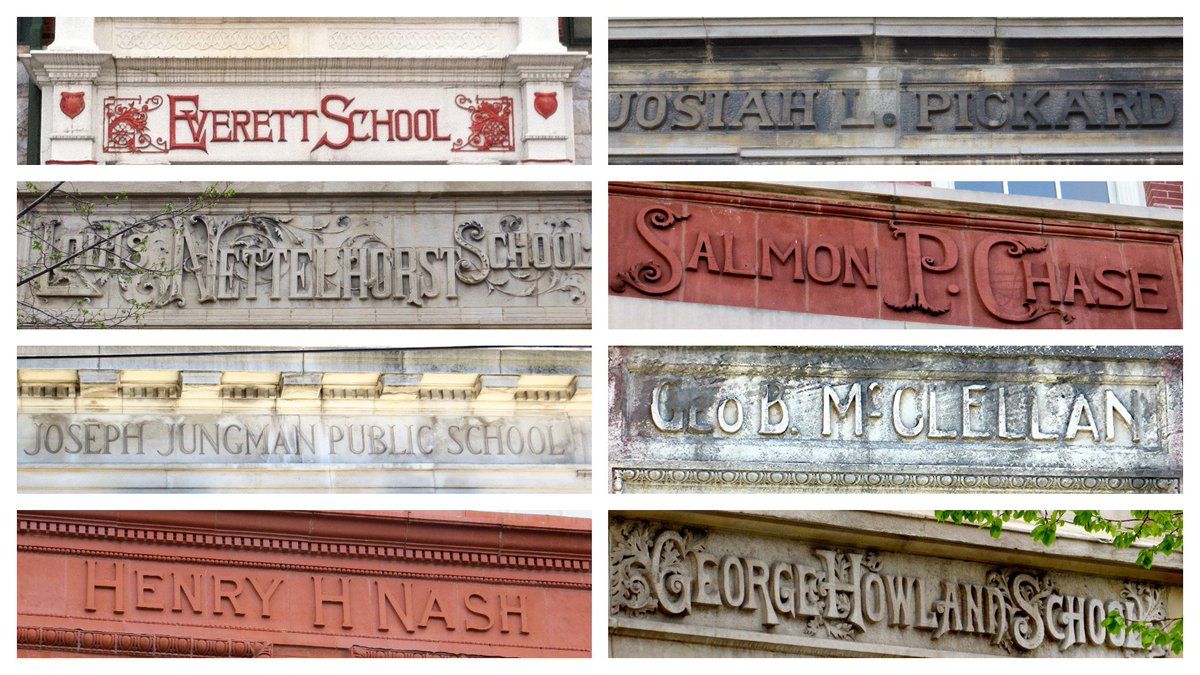 EVERETT SCHOOL
JOSIAH L. PICKARD
LOUIS NETTELHORST SCHOOL
SALMON P. CHASE
JOSEPH JUNGMAN PUBLIC SCHOOL
GEO B. McCLELLAN
HENRY H NASH
GEORGE HOWLAND SCHOOL